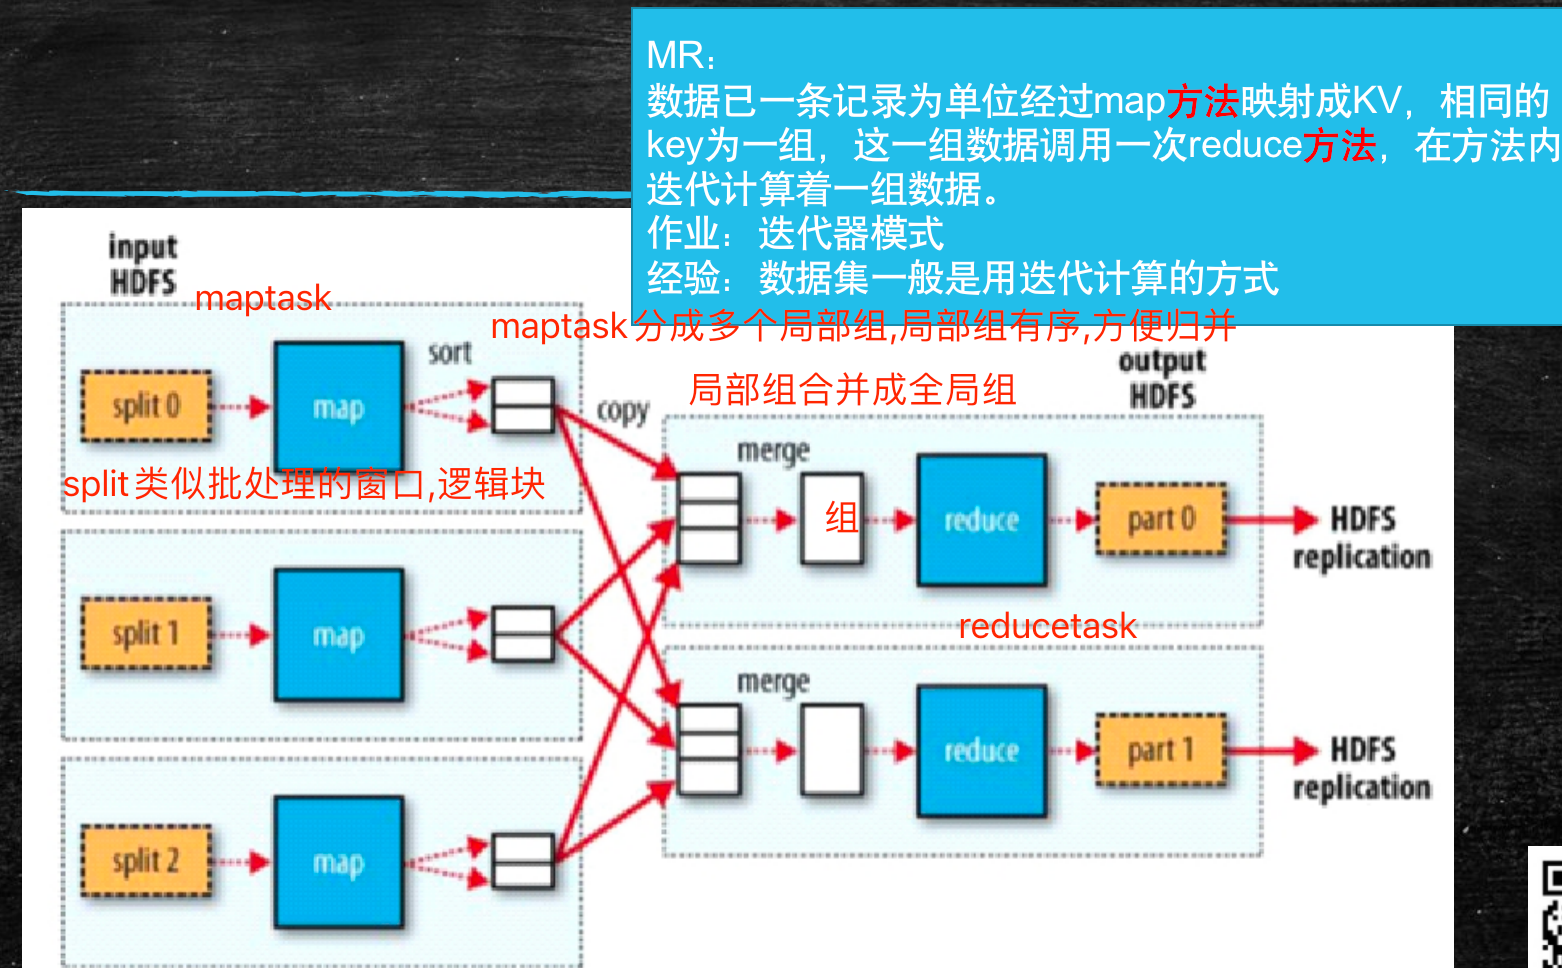 MR：
数据已一条记录为单位经过map方法映射成KV，相同的
key为一组，这一组数据调用一次reduce方法，在方法内
迭代计算着一组数据。
作业：迭代器模式
经验：数据集一般是用迭代计算的方式
input
HDFS
maptask
maptask分成多个局部组,局部组有序,方便归并
sort
output
HDFS
局部组合并成全局组
split 0
map
copy
merge
split类似批处理的窗口,逻辑块
组
reduce
part 0
HDFS
replication
split 1
map
reducetask
merge
reduce
part 1
HDFS
replication
split 2
map